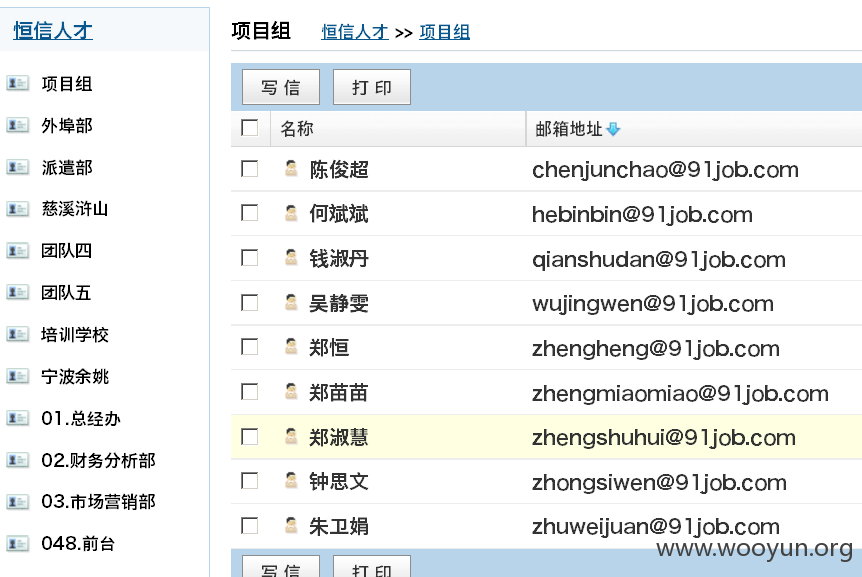 恒信人才
项目组
外埠部
派遣部
慈溪浒山
团队四
团队五
培训学校
宁波余姚
01.总经办
02.财务分析部
03.市场营销部
048.前台
项目组 恒信人才 >> 项目组
写 信 打 印
名称 邮箱地址
陈俊超 chenjunchao@91job.com
何斌斌 hebinbin@91job.com
钱淑丹 qianshudan@91job.com
吴静雯 wujingwen@91job.com
郑恒 zhengheng@91job.com
郑苗苗 zhengmiaomiao@91job.com
郑淑慧 zhengshuhui@91job.com
钟思文 zhongsiwen@91job.com
朱卫娟 zhuweijuan@91job.com
www.wooyun.org
写 信 打 印